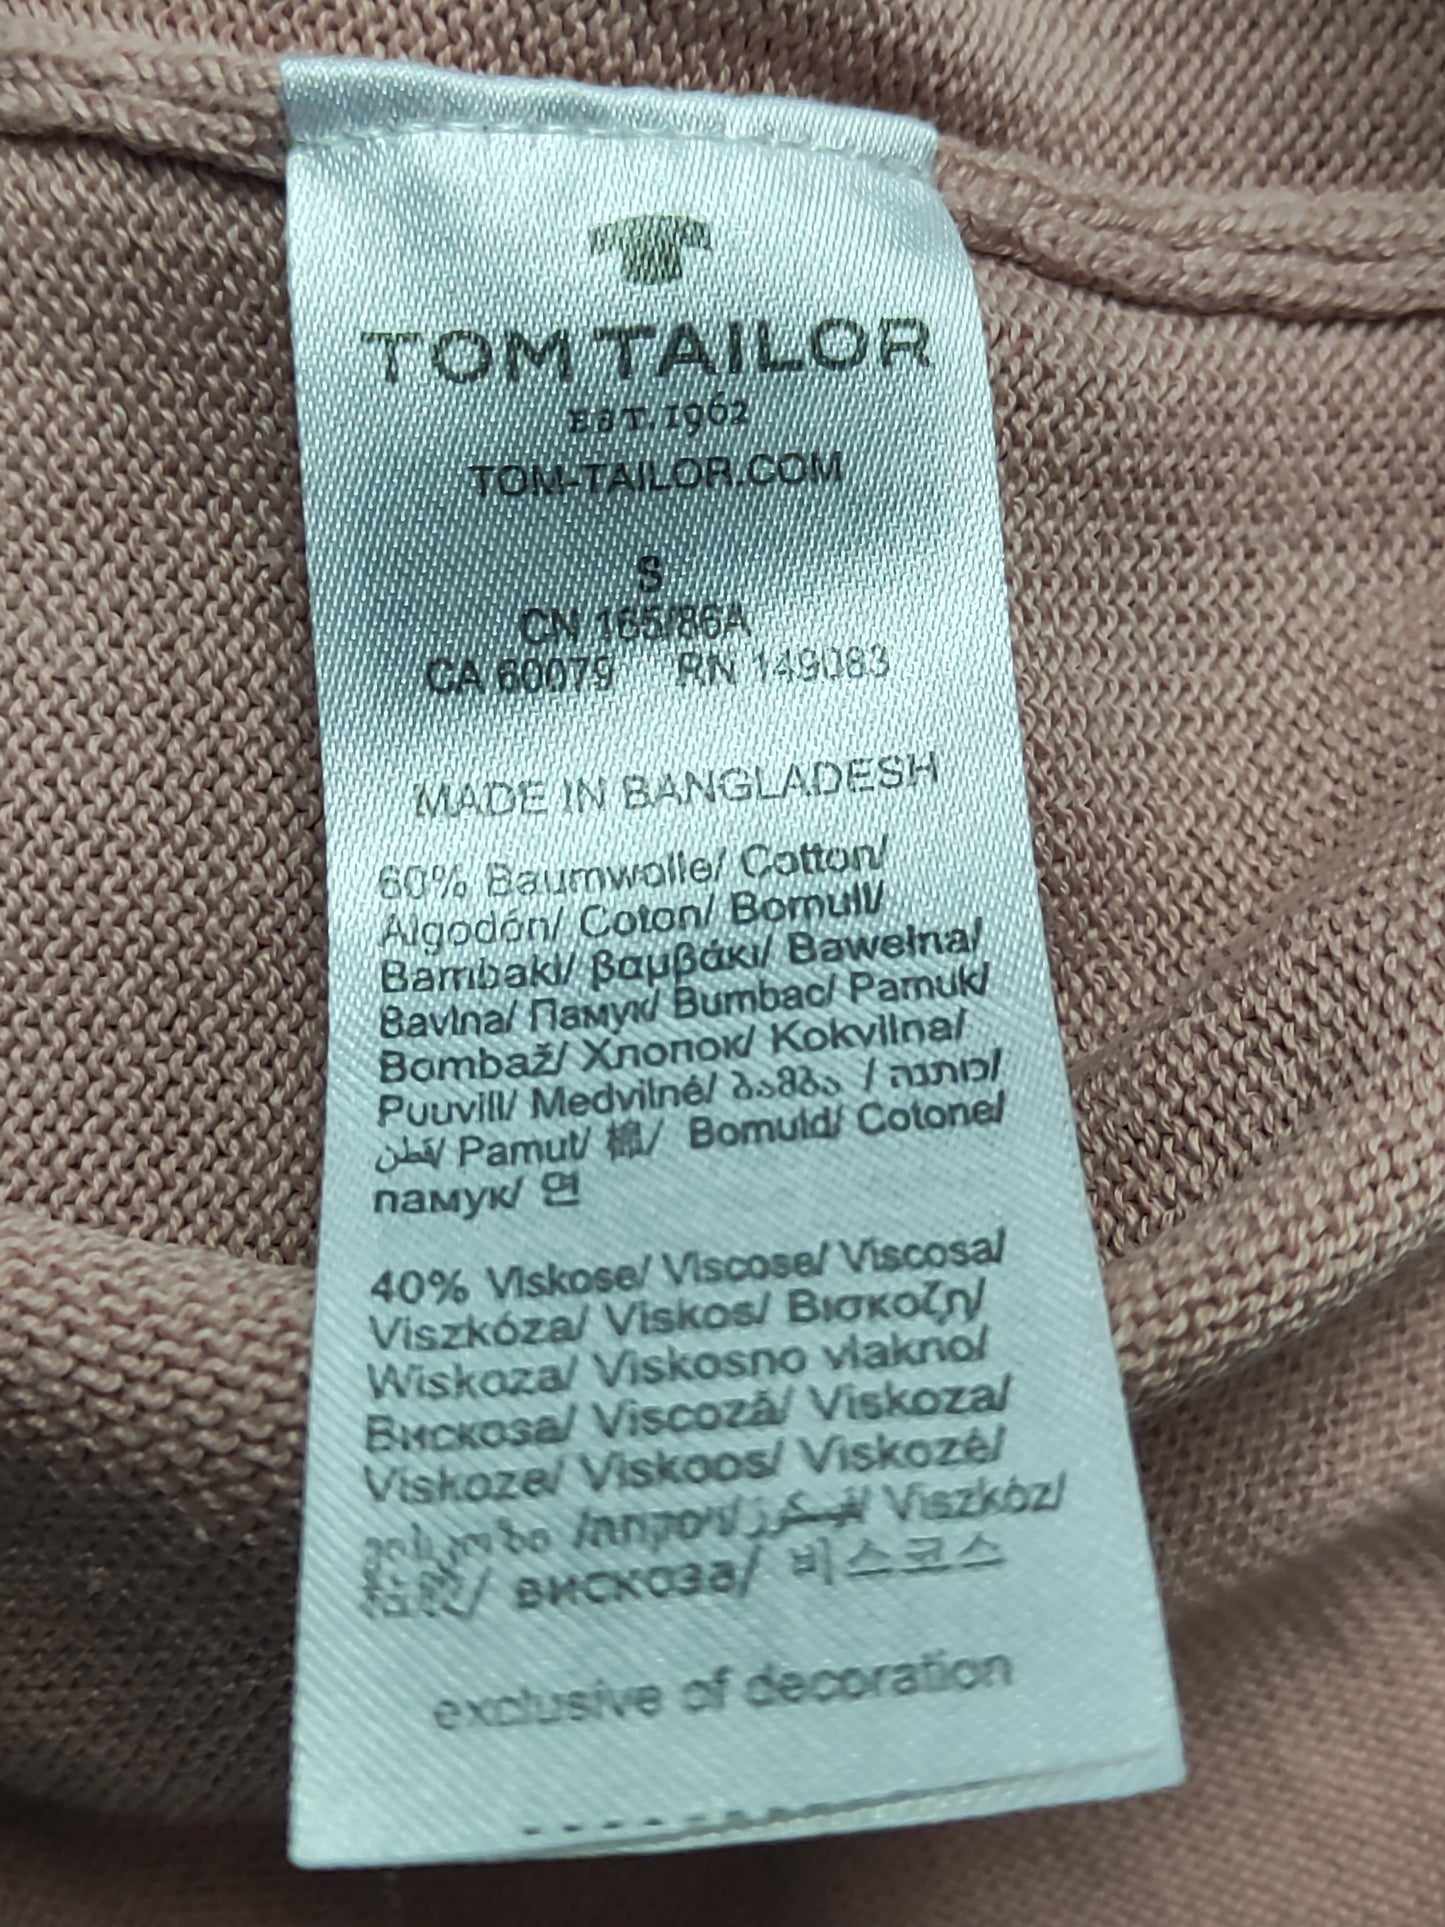 TOM TAILOR
EST. 1962
TOM-TAILOR.COM
S
CN 165/86A
CA 60079 RN 149083
MADE IN BANGLADESH
60% Baumwolle/ Cotton/
Algodón/ Coton/ Bomull/
Bambaki/ βαμβάκι/ Bawełna/
Bavlna/ Памук/ Bumbac/ Pamuk/
Bombaž/ Хлопок/ Kokvilna/
Puuvill/ Medvilné/ ბამბა / כותנה/
قطن/ Pamut/ 棉/ Bomuld/ Cotone/
памук/ 면
40% Viskose/ Viscose/ Viscosa/
Viszkóza/ Viskos/ Βισκοζη/
Wiskoza/ Viskosno vlakno/
Вискоза/ Viscoză/ Viskoza/
Viskoze/ Viskoos/ Viskozė/
Viszkóz/
粘胶/ вискоза/ 비스코스
exclusive of decoration